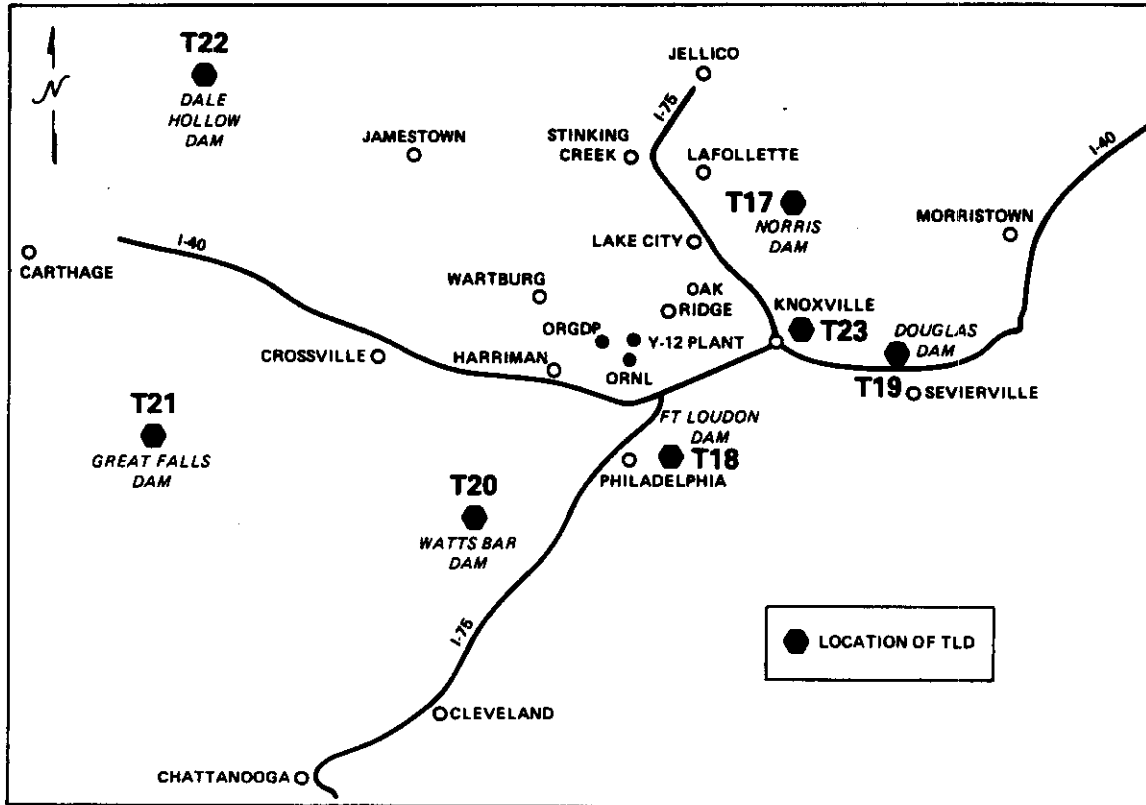 T22
N
DALE
HOLLOW
DAM
JELLICO
I-75
JAMESTOWN
STINKING
CREEK
LAFOLLETTE
I-40
T17
NORRIS
DAM
MORRISTOWN
LAKE CITY
I-40
CARTHAGE
WARTBURG
OAK
RIDGE
KNOXVILLE
T23
ORGDP
Y-12 PLANT
DOUGLAS
DAM
CROSSVILLE
HARRIMAN
ORNL
T19
SEVIERVILLE
T21
GREAT FALLS
DAM
FT LOUDON
DAM
T18
PHILADELPHIA
T20
WATTS BAR
DAM
I-75
LOCATION OF TLD
CLEVELAND
CHATTANOOGA